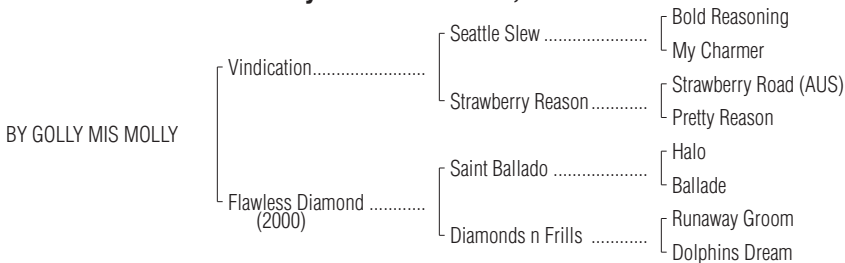 Bold Reasoning
Seattle Slew ......................
My Charmer
Vindication........................
Strawberry Road (AUS)
Strawberry Reason............
Pretty Reason
BY GOLLY MIS MOLLY
Halo
Saint Ballado ....................
Ballade
Flawless Diamond ............
(2000)
Runaway Groom
Diamonds n Frills ............
Dolphins Dream